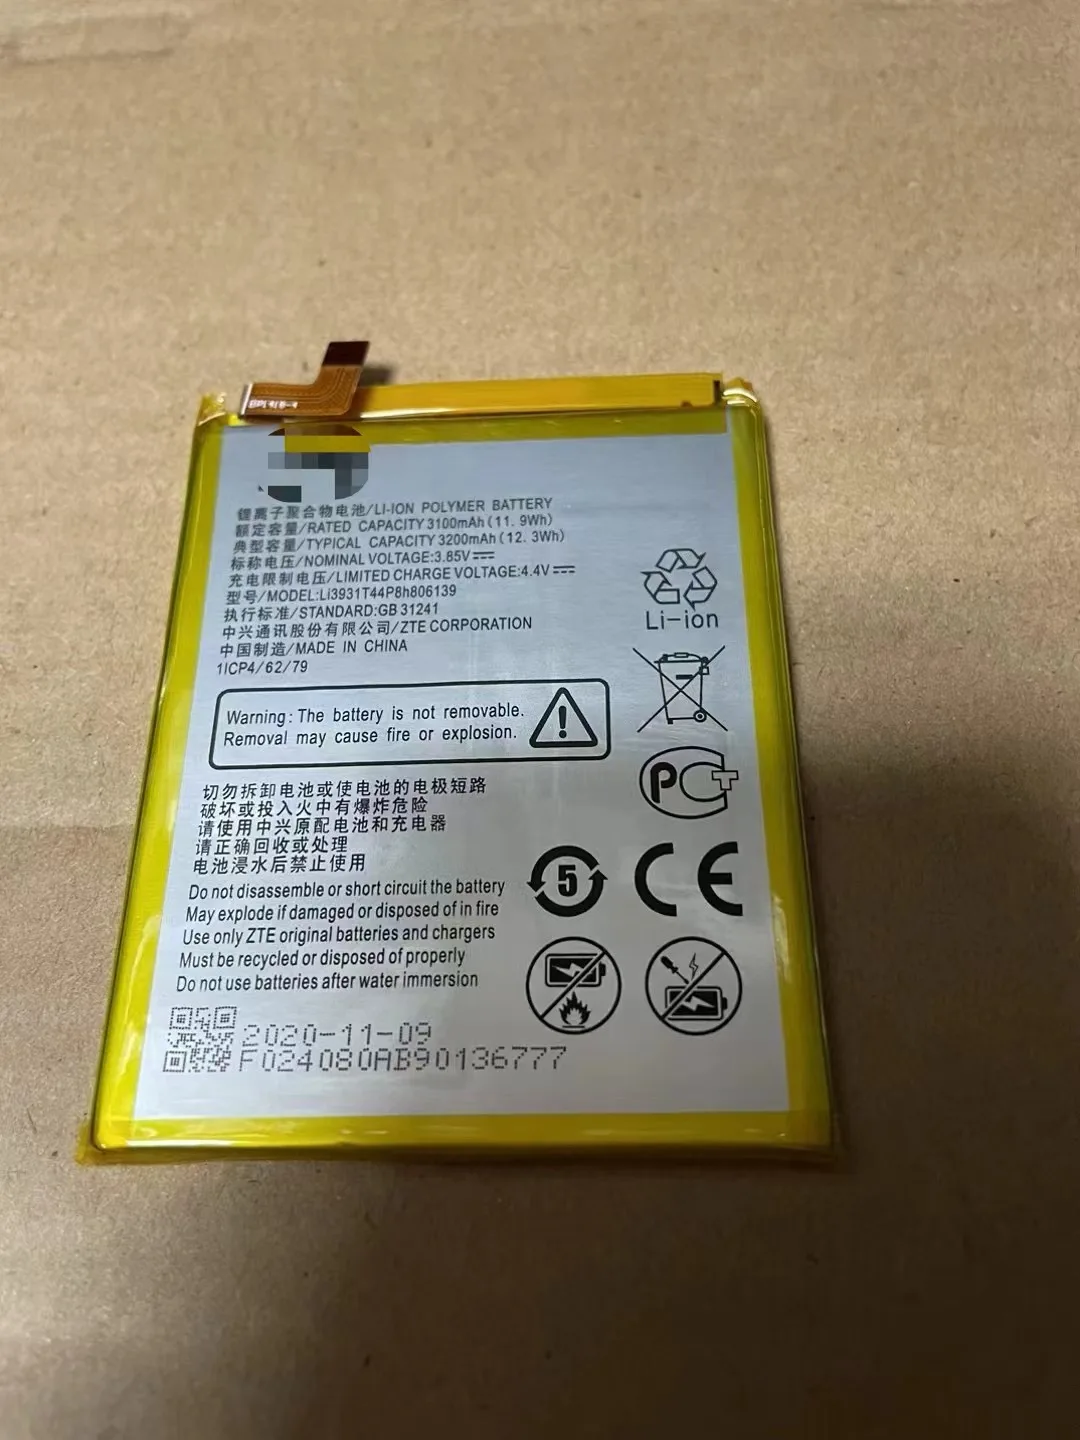 锂离子聚合物电池/LI-ION POLYMER BATTERY
额定容量/RATED CAPACITY 3100mAh(11.9Wh)
典型容量/TYPICAL CAPACITY 3200mAh(12.3Wh)
标称电压/NOMINAL VOLTAGE:3.85V
充电限制电压/LIMITED CHARGE VOLTAGE:4.4V
型号/MODEL:Li3931T44P8h806139
执行标准/STANDARD:GB 31241
中兴通讯股份有限公司/ZTE CORPORATION
中国制造/MADE IN CHINA
1ICP4/62/79
Li-ion
Warning: The battery is not removable.
Removal may cause fire or explosion.
PCT
切勿拆卸电池或使电池的电极短路
破坏或投入火中有爆炸危险
请使用中兴原配电池和充电器
请正确回收或处理
电池浸水后禁止使用
5
CE
Do not disassemble or short circuit the battery
May explode if damaged or disposed of in fire
Use only ZTE original batteries and chargers
Must be recycled or disposed of properly
Do not use batteries after water immersion
2020-11-09
F024080AB90136777